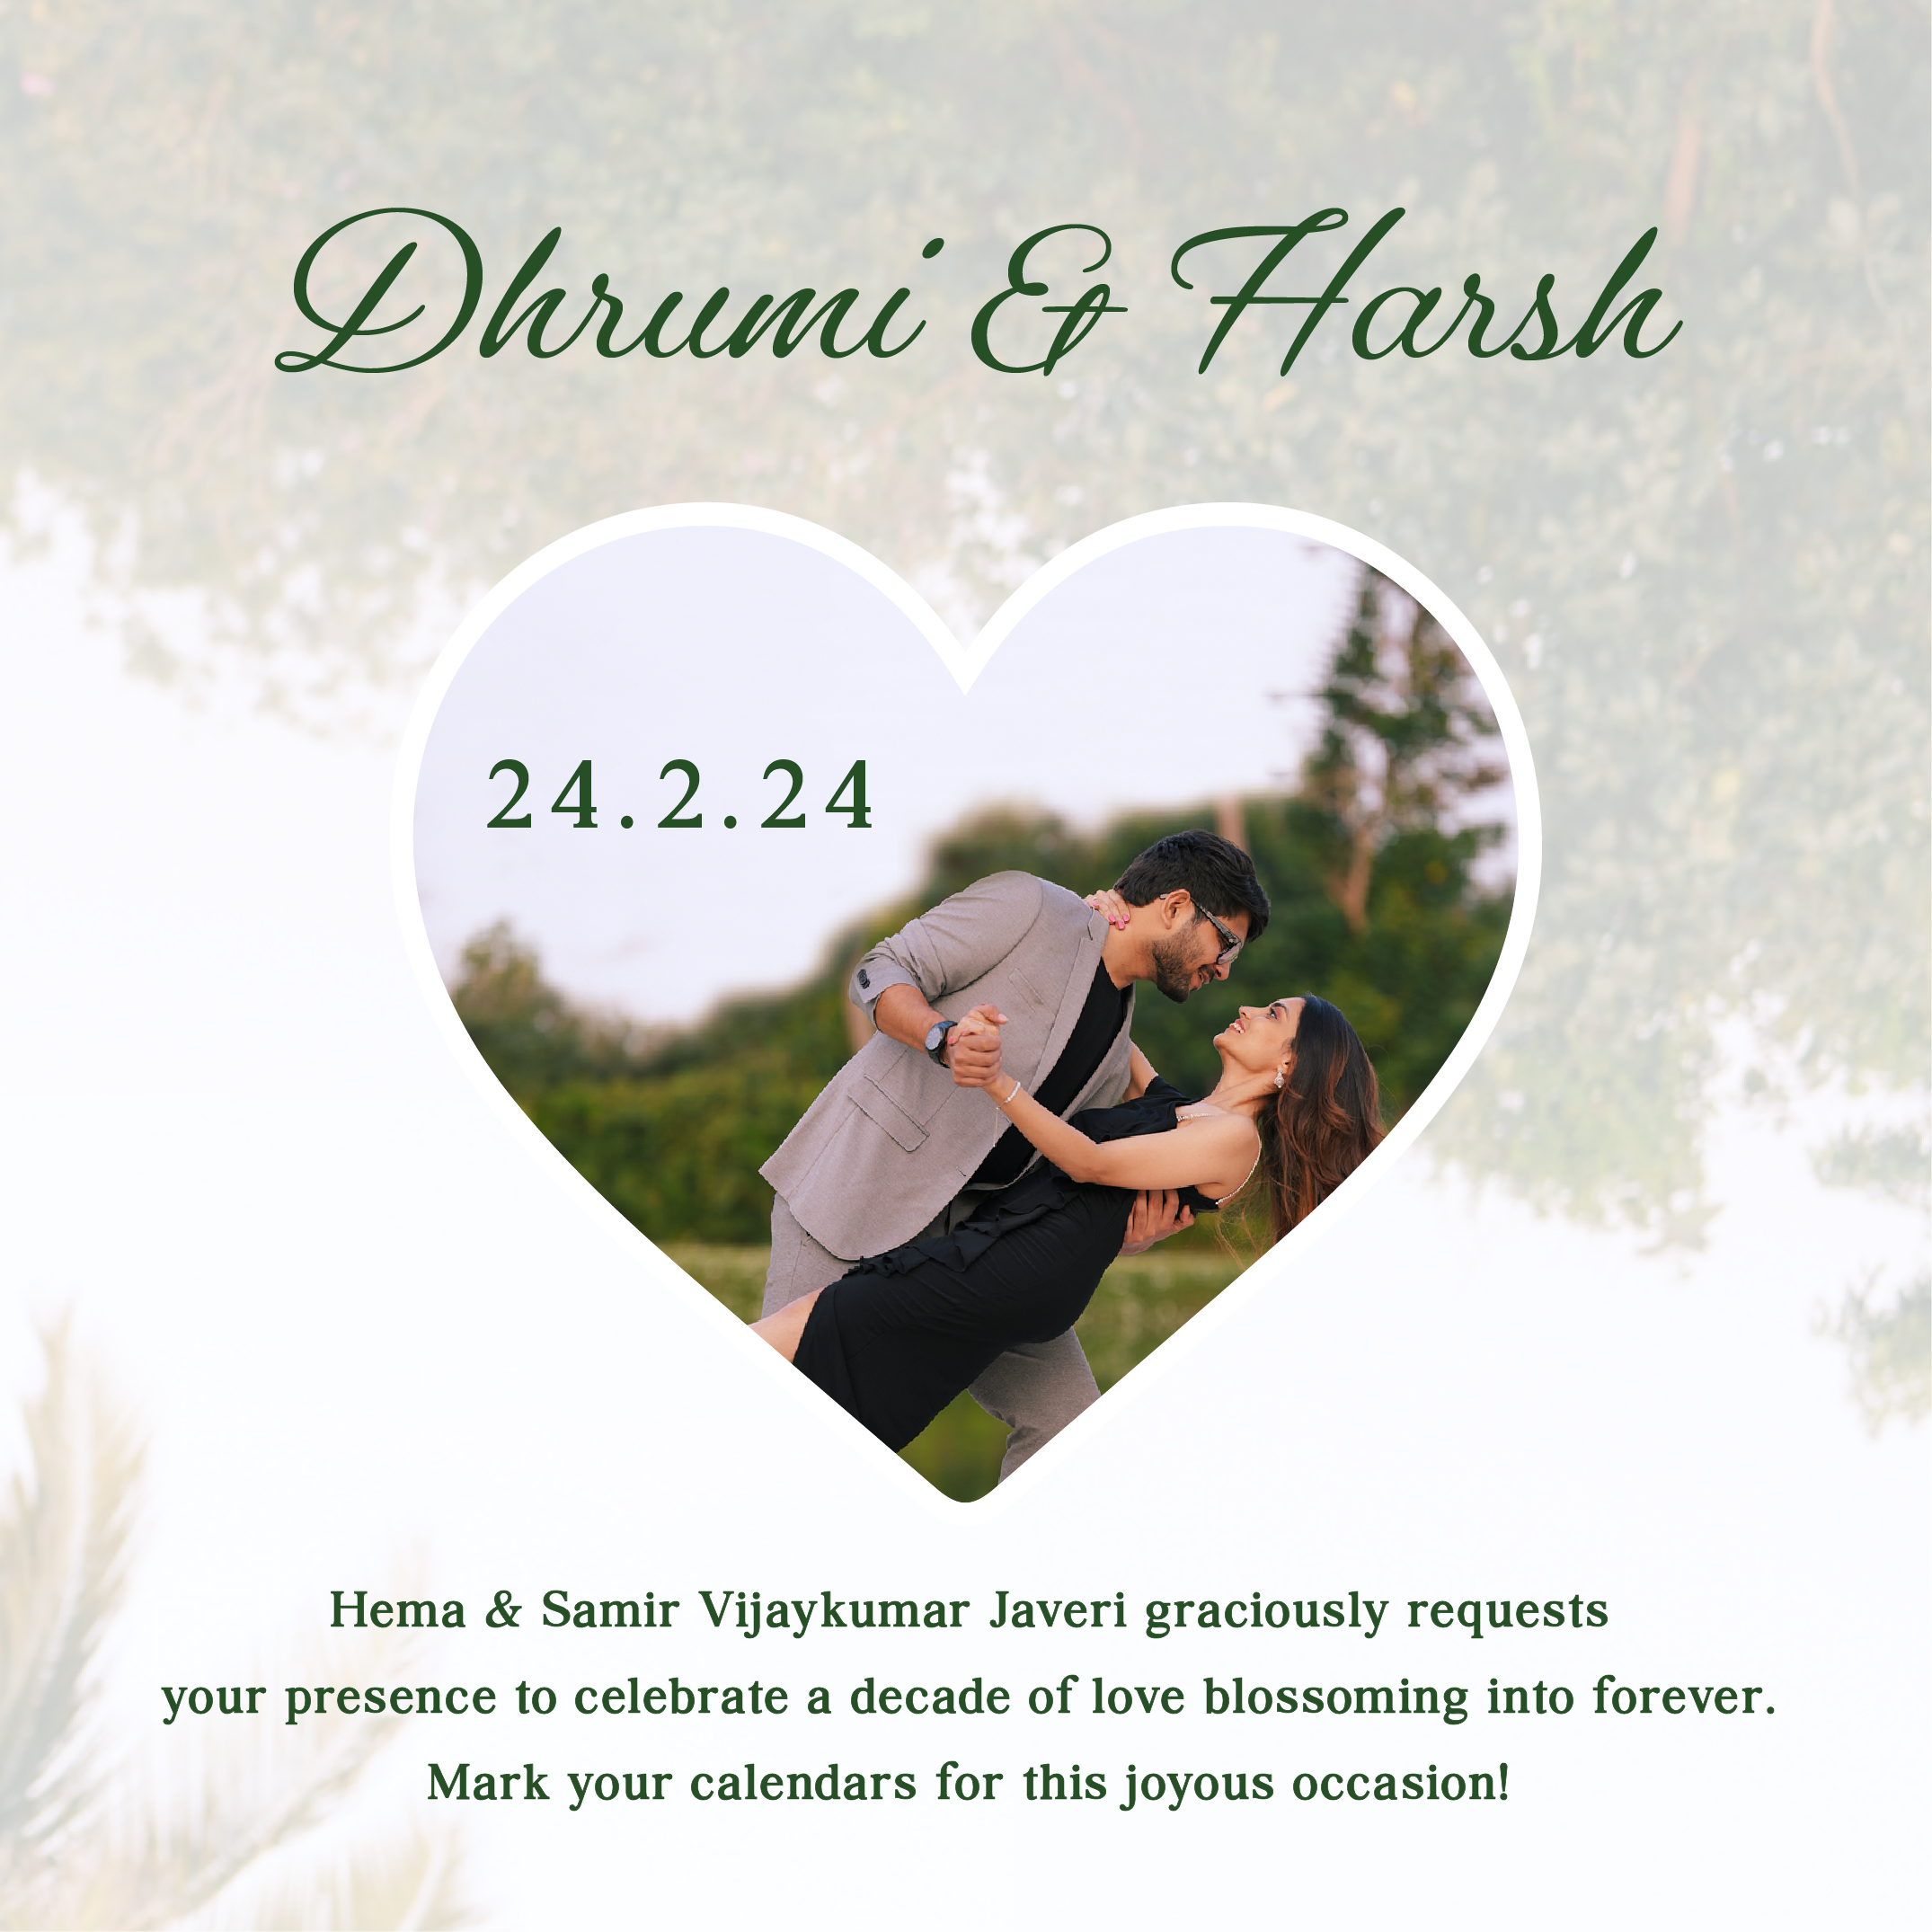 Dhrumi & Harsh
24.2.24
Hema & Samir Vijaykumar Javeri graciously requests
your presence to celebrate a decade of love blossoming into forever.
Mark your calendars for this joyous occasion!